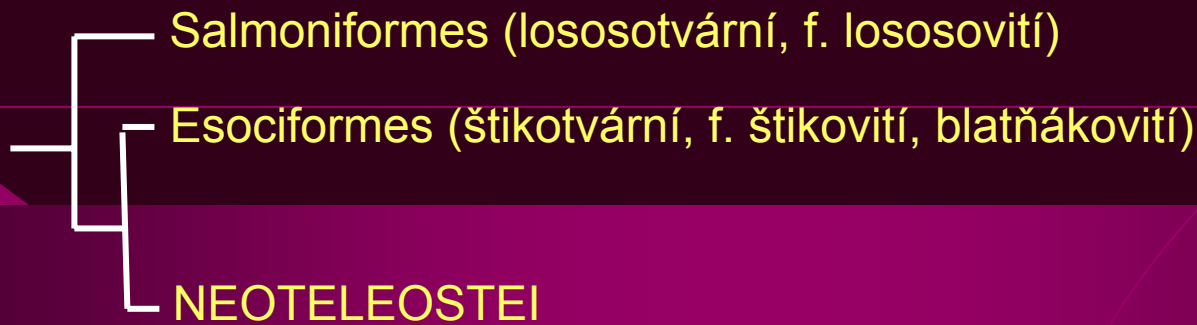 Salmoniformes (lososotvární, f. lososovití)
Esociformes (štikotvární, f. štikovití, blatňákovití)
NEOTELEOSTEI